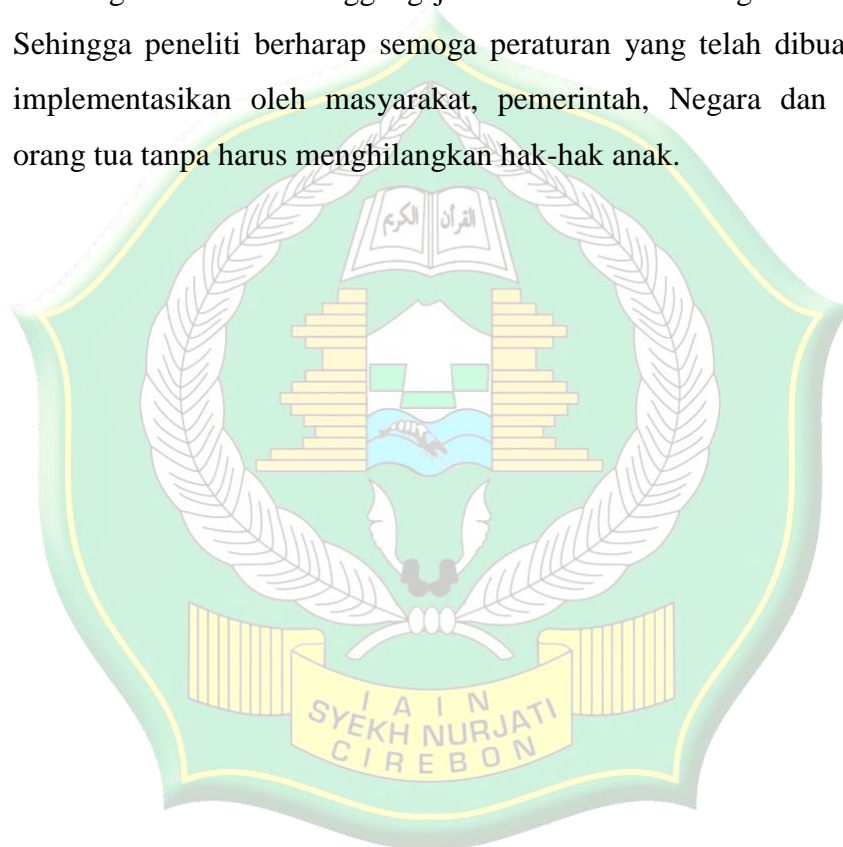 Sehingga peneliti berharap semoga peraturan yang telah dibua
implementasikan oleh masyarakat, pemerintah, Negara dan
orang tua tanpa harus menghilangkan hak-hak anak.
القرآن الكريم
I A I N
SYEKH NURJATI
CIREBON